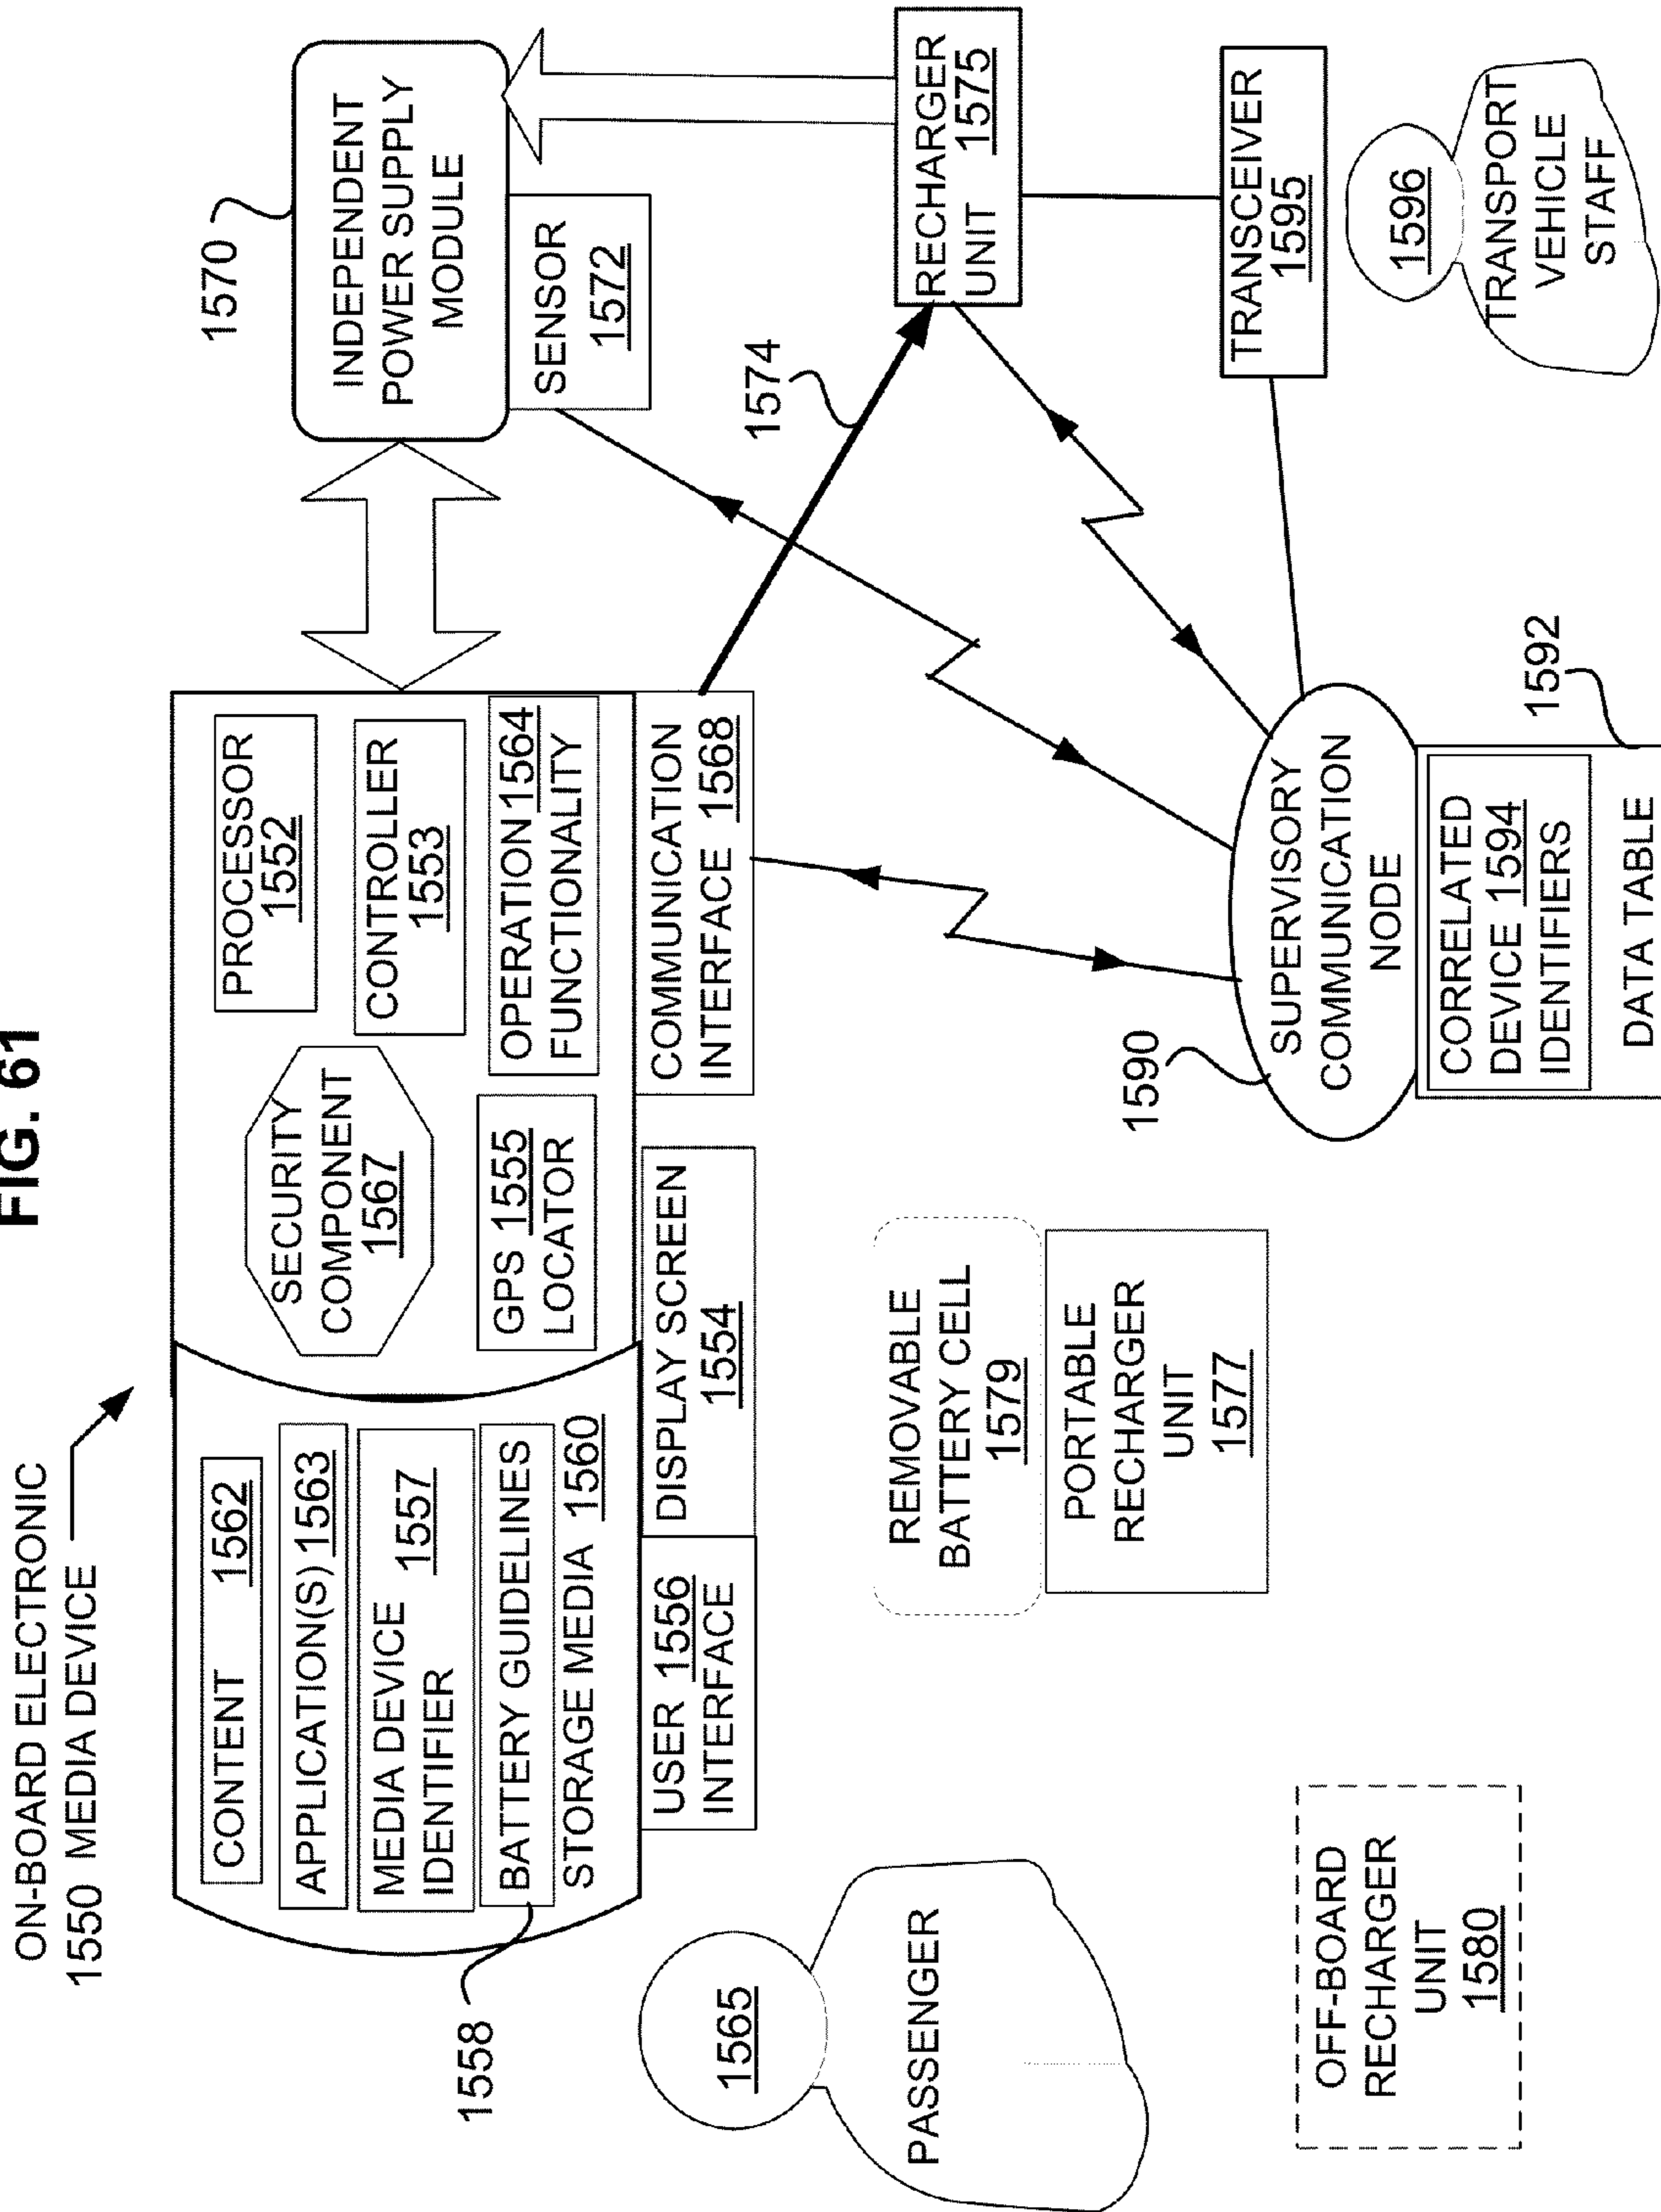 FIG. 61
ON-BOARD ELECTRONIC
1550 MEDIA DEVICE
CONTENT 1562
APPLICATION(S) 1563
MEDIA DEVICE
IDENTIFIER 1557
BATTERY GUIDELINES
STORAGE MEDIA 1560
1558
SECURITY
COMPONENT
1567
GPS 1555
LOCATOR
PROCESSOR
1552
CONTROLLER
1553
OPERATION 1564
FUNCTIONALITY
USER 1556
INTERFACE
DISPLAY SCREEN
1554
COMMUNICATION
INTERFACE 1568
1570
INDEPENDENT
POWER SUPPLY
MODULE
SENSOR
1572
1574
RECHARGER
UNIT 1575
TRANSCEIVER
1595
1596
TRANSPORT
VEHICLE
STAFF
1565
PASSENGER
REMOVABLE
BATTERY CELL
1579
PORTABLE
RECHARGER
UNIT
1577
OFF-BOARD
RECHARGER
UNIT
1580
1590
SUPERVISORY
COMMUNICATION
NODE
1592
CORRELATED
DEVICE 1594
IDENTIFIERS
DATA TABLE